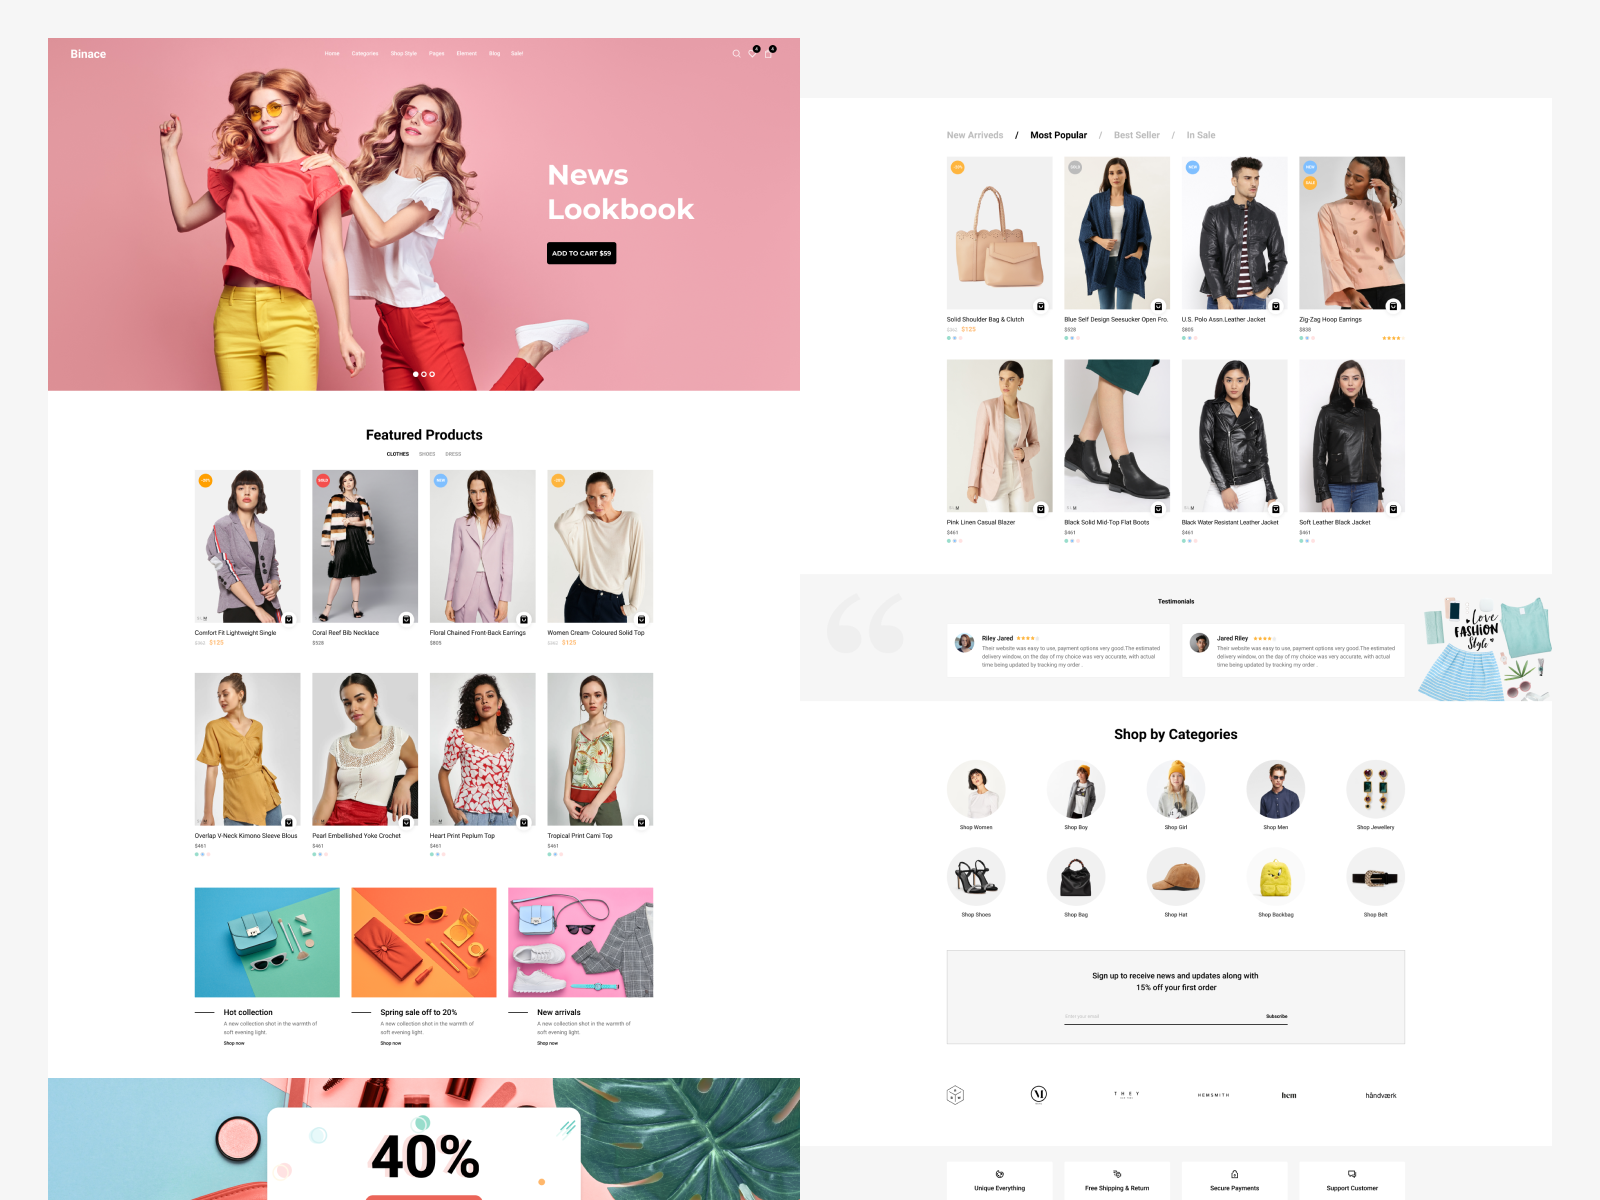 Binace
Home Categories Shop Style Pages Element Blog Sale!
News
Lookbook
ADD TO CART $59
Featured Products
CLOTHES SHOES DRESS
SOLD
NEW
Comfort Fit Lightweight Single
$125
Coral Reef Bib Necklace
$528
Floral Chained Front-Back Earrings
$805
Women Cream- Coloured Solid Top
$125
Overlap V-Neck Kimono Sleeve Blous
$461
Pearl Embellished Yoke Crochet
$461
Heart Print Peplum Top
$461
Tropical Print Cami Top
$461
Hot collection
A new collection shot in the warmth of
soft evening light.
Shop now
Spring sale off to 20%
A new collection shot in the warmth of
soft evening light.
Shop now
New arrivals
A new collection shot in the warmth of
soft evening light.
Shop now
40%
New Arriveds / Most Popular / Best Seller / In Sale
SOLD
NEW
NEW
SALE
Solid Shoulder Bag & Clutch
$125
Blue Self Design Seesucker Open Fro.
$528
U.S. Polo Assn.Leather Jacket
$805
Zig-Zag Hoop Earrings
$838
Pink Linen Casual Blazer
$461
Black Solid Mid-Top Flat Boots
$461
Black Water Resistant Leather Jacket
$461
Soft Leather Black Jacket
$461
“
Testimonials
Riley Jared
Their website was easy to use, payment options very good.The estimated
delivery window, on the day of my choice was very accurate, with actual
time being updated by tracking my order .
Jared Riley
Their website was easy to use, payment options very good.The estimated
delivery window, on the day of my choice was very accurate, with actual
time being updated by tracking my order .
Love
FASHION
Style
Shop by Categories
Shop Women
Shop Boy
Shop Girl
Shop Men
Shop Jewellery
Shop Shoes
Shop Bag
Shop Hat
Shop Backbag
Shop Belt
Sign up to receive news and updates along with
15% off your first order
Enter your email
Subscribe
M
THEY
HEMSMITH
hem
håndværk
Unique Everything
Free Shipping & Return
Secure Payments
Support Customer